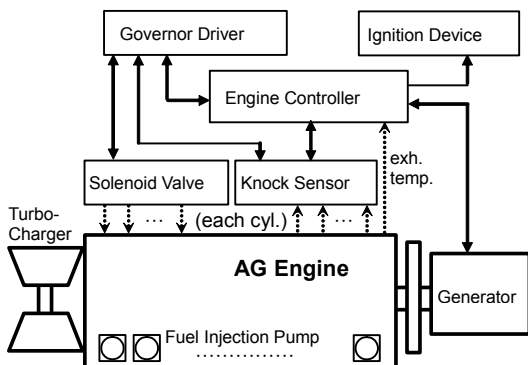 Governor Driver
Ignition Device
Engine Controller
exh.
temp.
Solenoid Valve
Knock Sensor
Turbo-
Charger
... (each cyl.) ...
AG Engine
Generator
Fuel Injection Pump
..............